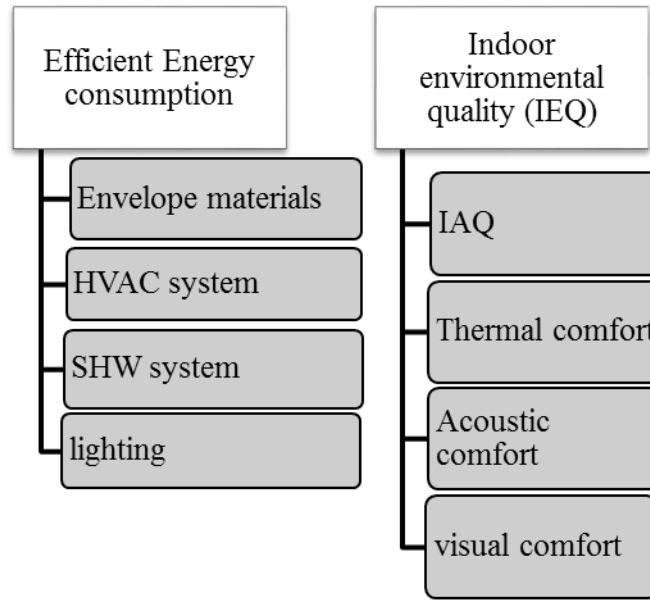 Efficient Energy
consumption
Envelope materials
HVAC system
SHW system
lighting
Indoor
environmental
quality (IEQ)
IAQ
Thermal comfort
Acoustic
comfort
visual comfort